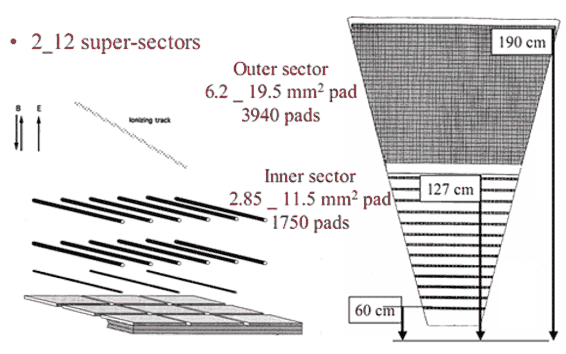 • 2_12 super-sectors
190 cm
Outer sector
6.2 _ 19.5 mm² pad
3940 pads
B E
Ionizing track
Inner sector
2.85 _ 11.5 mm² pad
1750 pads
127 cm
60 cm